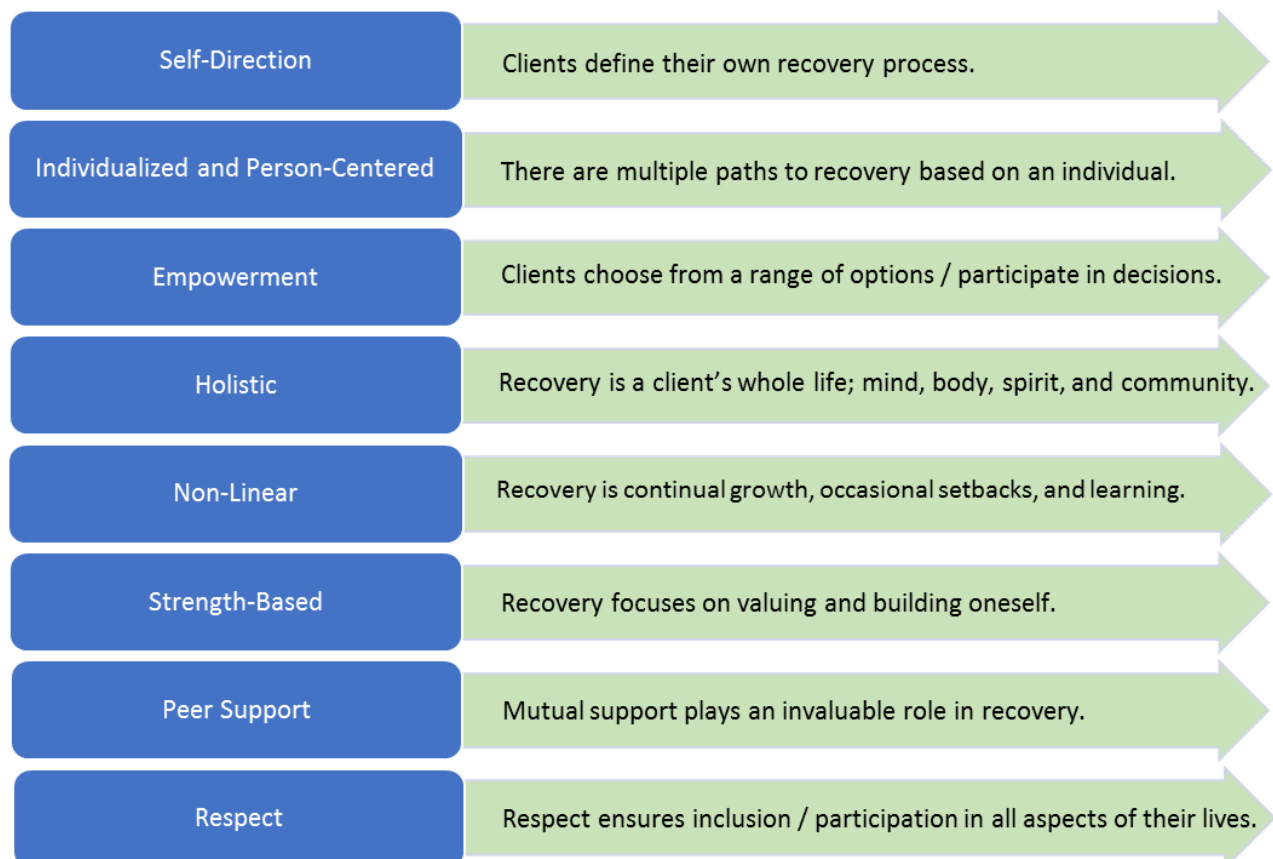 Self-Direction
Clients define their own recovery process.
Individualized and Person-Centered
There are multiple paths to recovery based on an individual.
Empowerment
Clients choose from a range of options / participate in decisions.
Holistic
Recovery is a client’s whole life; mind, body, spirit, and community.
Non-Linear
Recovery is continual growth, occasional setbacks, and learning.
Strength-Based
Recovery focuses on valuing and building oneself.
Peer Support
Mutual support plays an invaluable role in recovery.
Respect
Respect ensures inclusion / participation in all aspects of their lives.